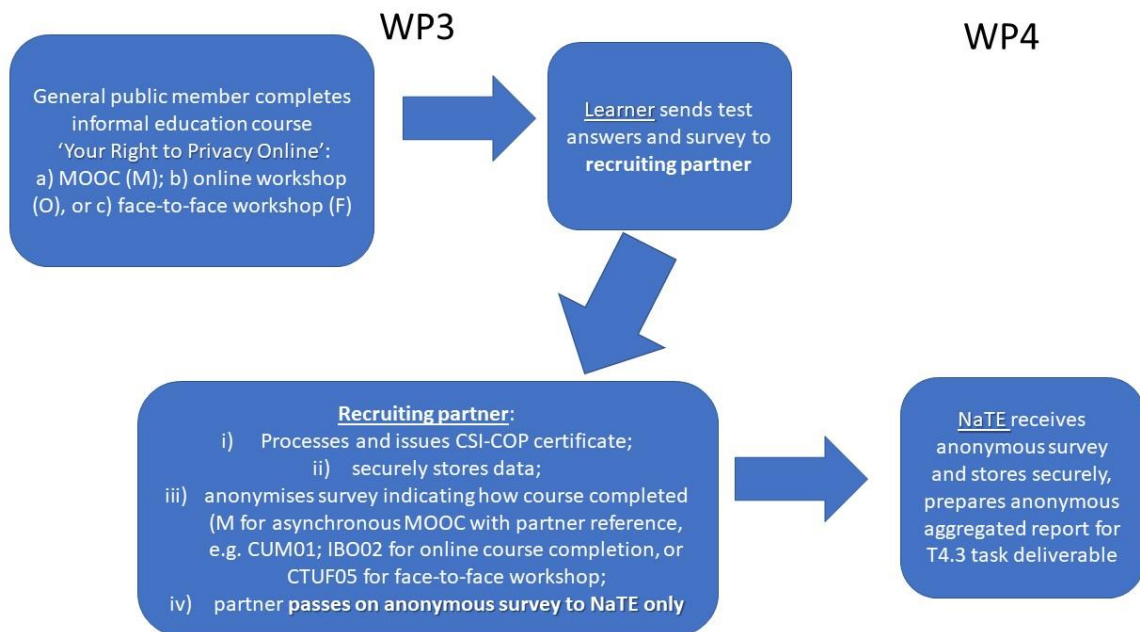 WP3
WP4
General public member completes
informal education course
‘Your Right to Privacy Online’:
a) MOOC (M); b) online workshop
(O), or c) face-to-face workshop (F)
Learner sends test
answers and survey to
recruiting partner
Recruiting partner:
i) Processes and issues CSI-COP certificate;
ii) securely stores data;
iii) anonymises survey indicating how course completed
(M for asynchronous MOOC with partner reference,
e.g. CUM01; IBO02 for online course completion, or
CTUF05 for face-to-face workshop;
iv) partner passes on anonymous survey to NaTE only
NaTE receives
anonymous survey
and stores securely,
prepares anonymous
aggregated report for
T4.3 task deliverable